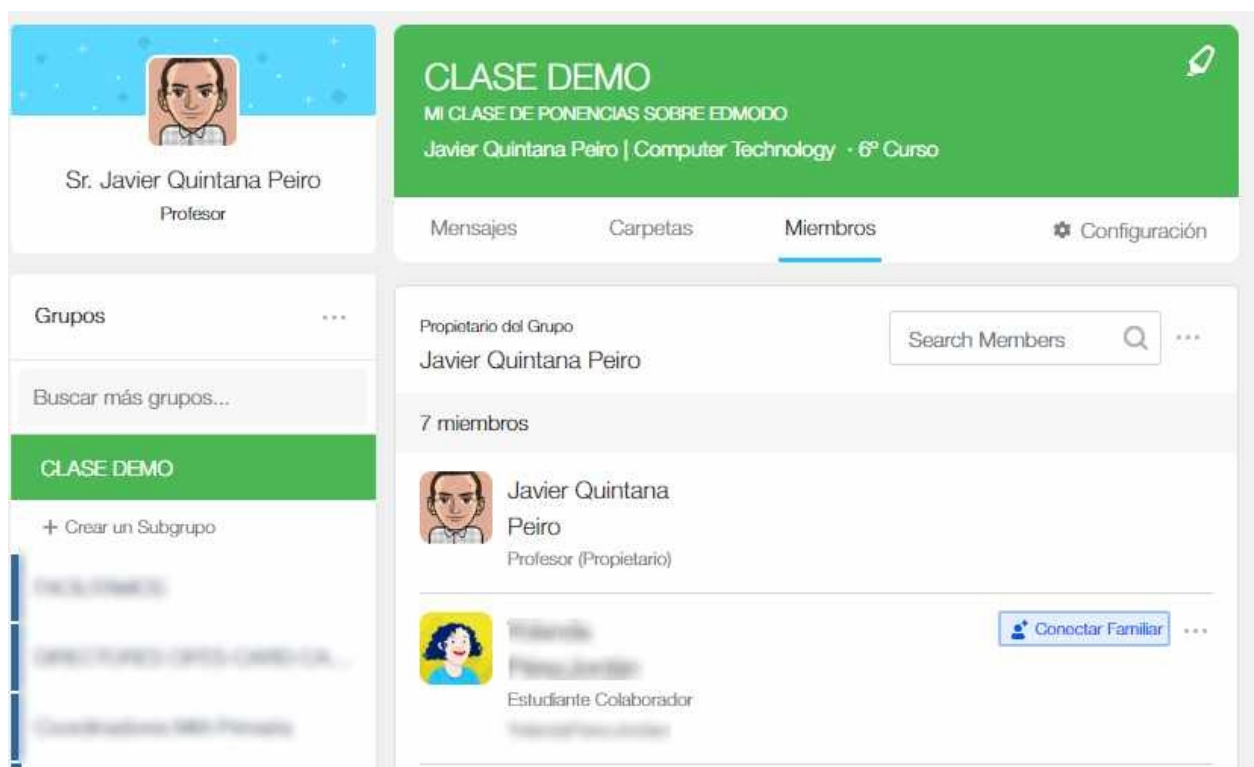 Sr. Javier Quintana Peiro
Profesor
Grupos
Buscar más grupos...
CLASE DEMO
+ Crear un Subgrupo
CLASE DEMO
MI CLASE DE PONENCIAS SOBRE EDMODO
Javier Quintana Peiro | Computer Technology · 6º Curso
Mensajes Carpetas Miembros Configuración
Propietario del Grupo
Javier Quintana Peiro
Search Members
7 miembros
Javier Quintana
Peiro
Profesor (Propietario)
Conectar Familiar
Estudiante Colaborador